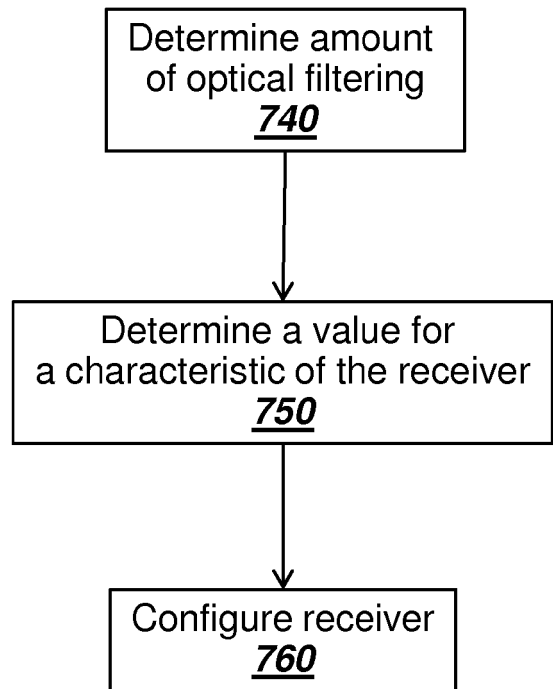 Determine amount
of optical filtering
740
Determine a value for
a characteristic of the receiver
750
Configure receiver
760